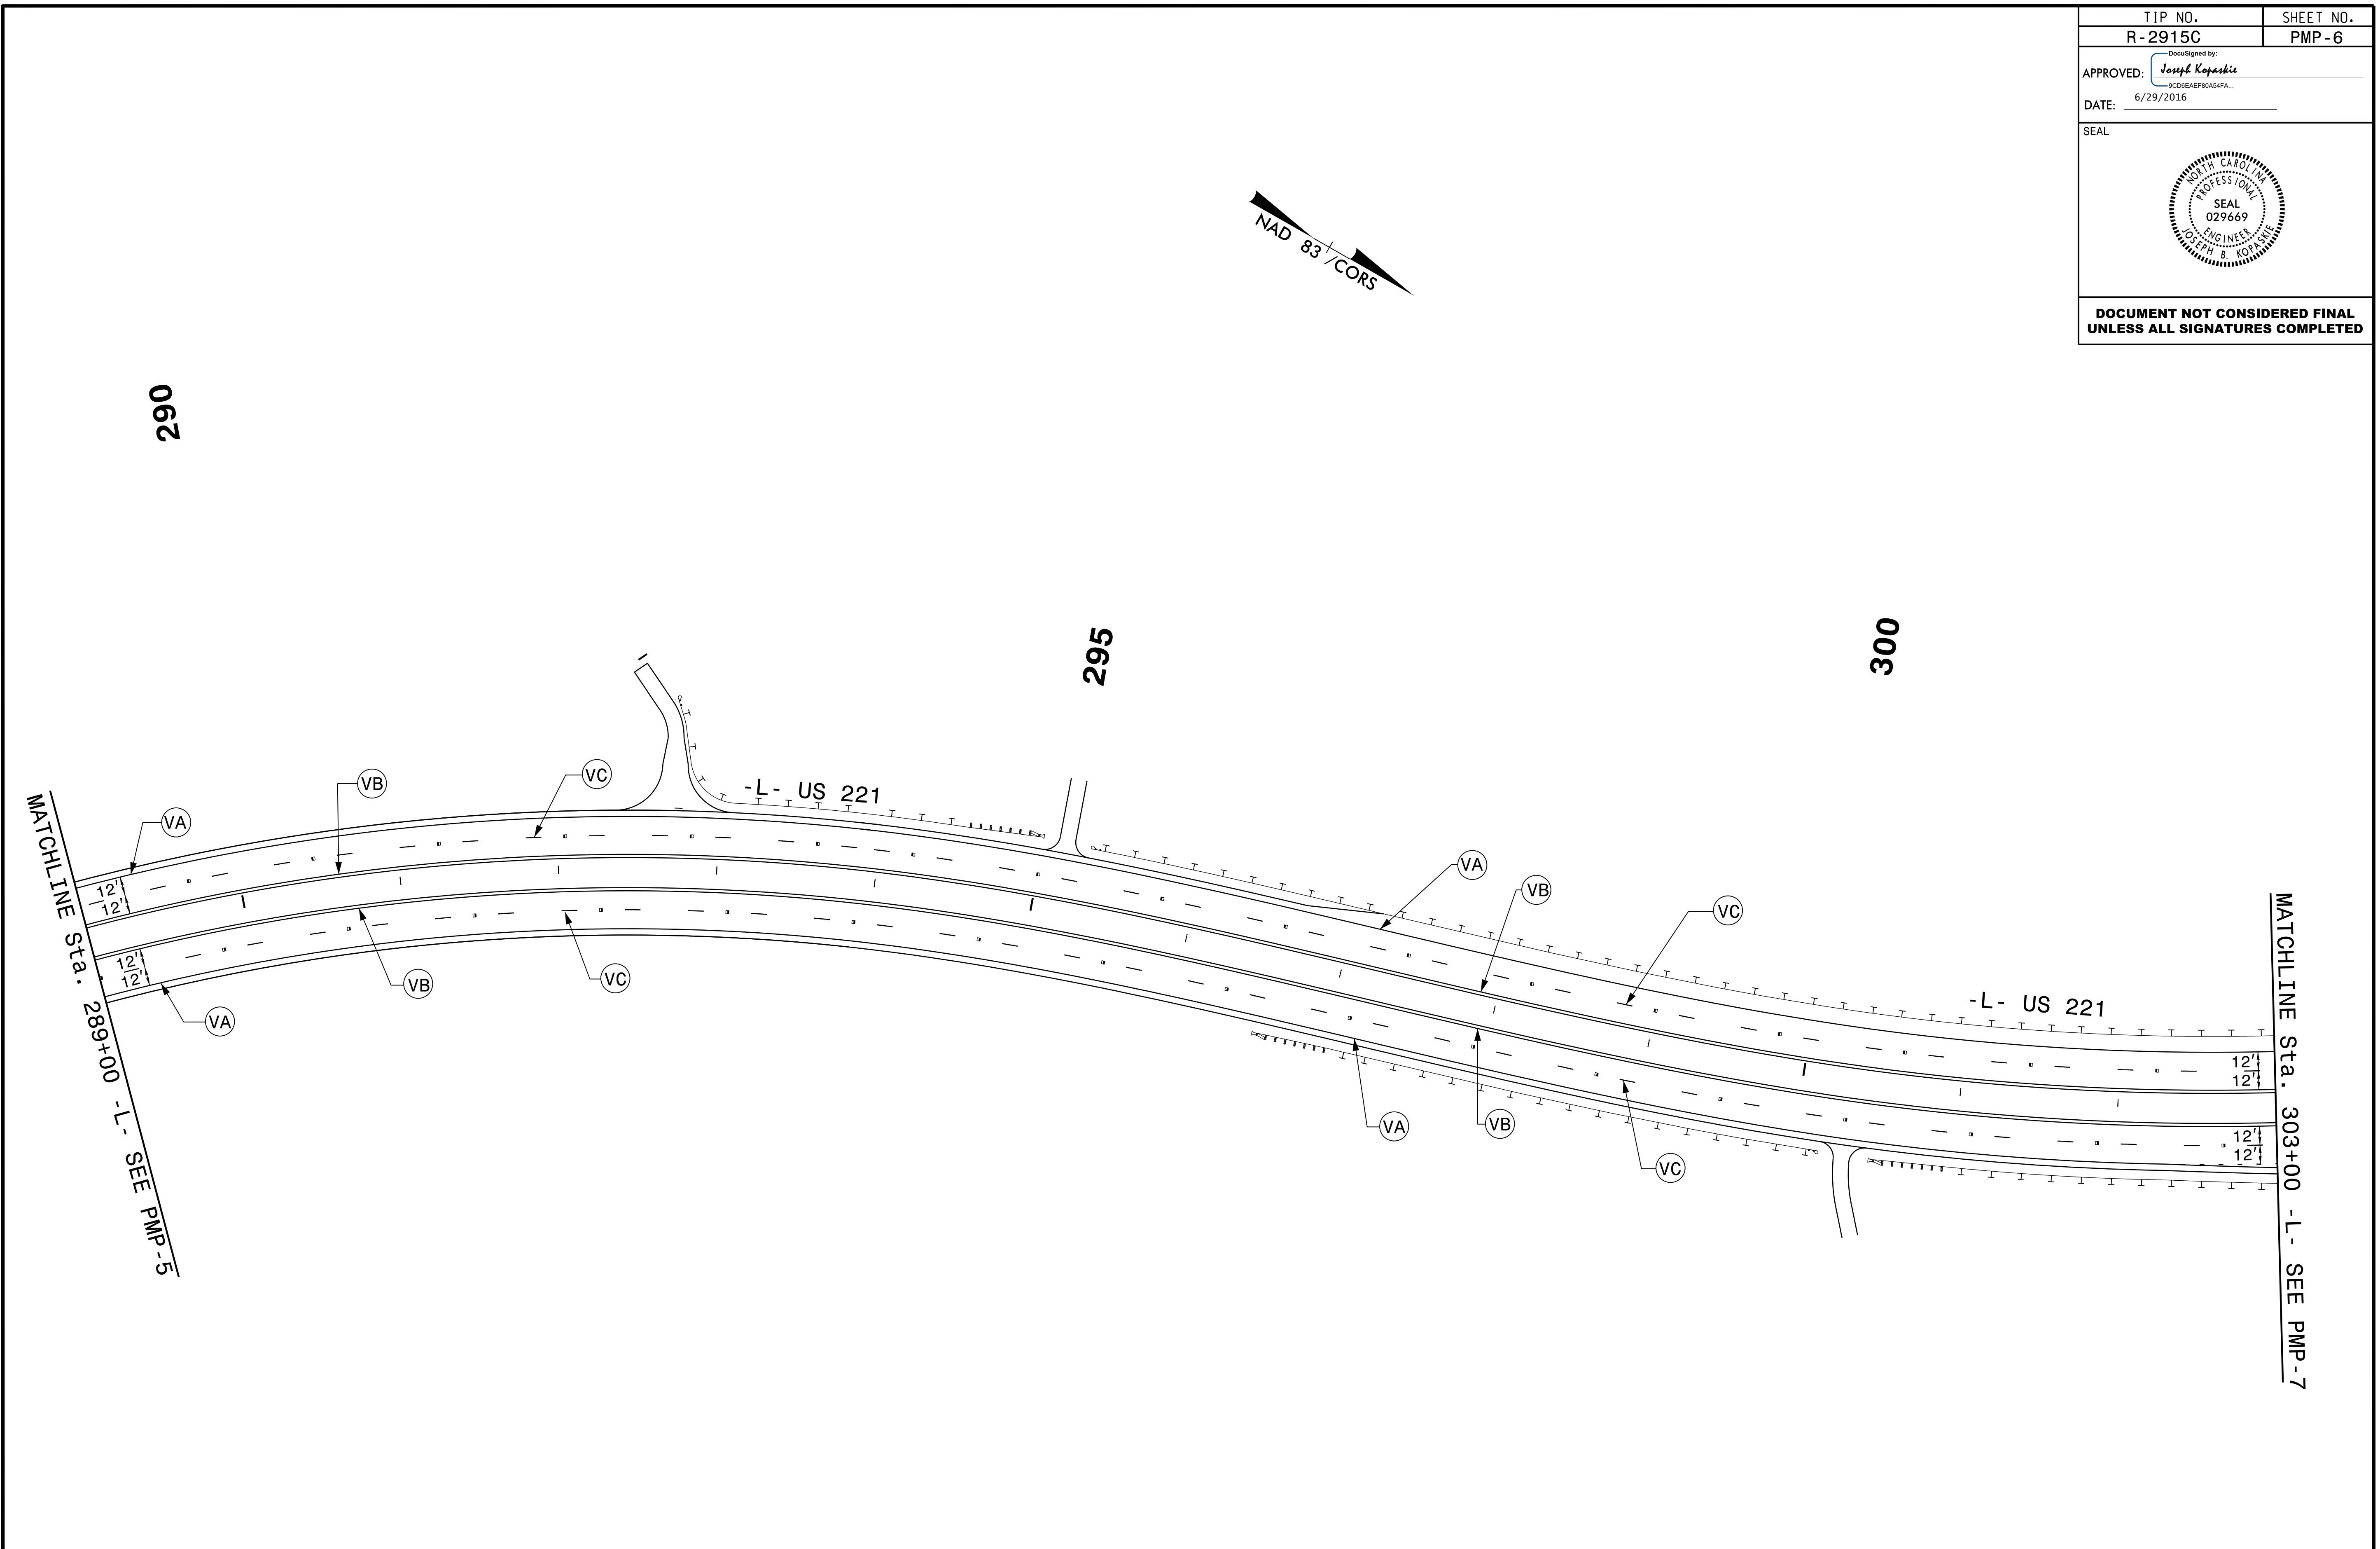 TIP NO. SHEET NO.
R-2915C PMP-6
DocuSigned by:
APPROVED: Joseph Kopaskie
9CD6EAEF80A54FA...
DATE: 6/29/2016
SEAL
NORTH CAROLINA
PROFESSIONAL
SEAL
029669
ENGINEER
JOSEPH B. KOPASKIE
DOCUMENT NOT CONSIDERED FINAL
UNLESS ALL SIGNATURES COMPLETED
NAD 83/CORS
290
295
300
VA
VB
VC
-L- US 221
VA
VB
VC
-L- US 221
12'
12'
12'
12'
VA
VB
VC
VA
VB
VC
12'
12'
12'
12'
MATCHLINE Sta. 289+00 -L- SEE PMP-5
MATCHLINE Sta. 303+00 -L- SEE PMP-7